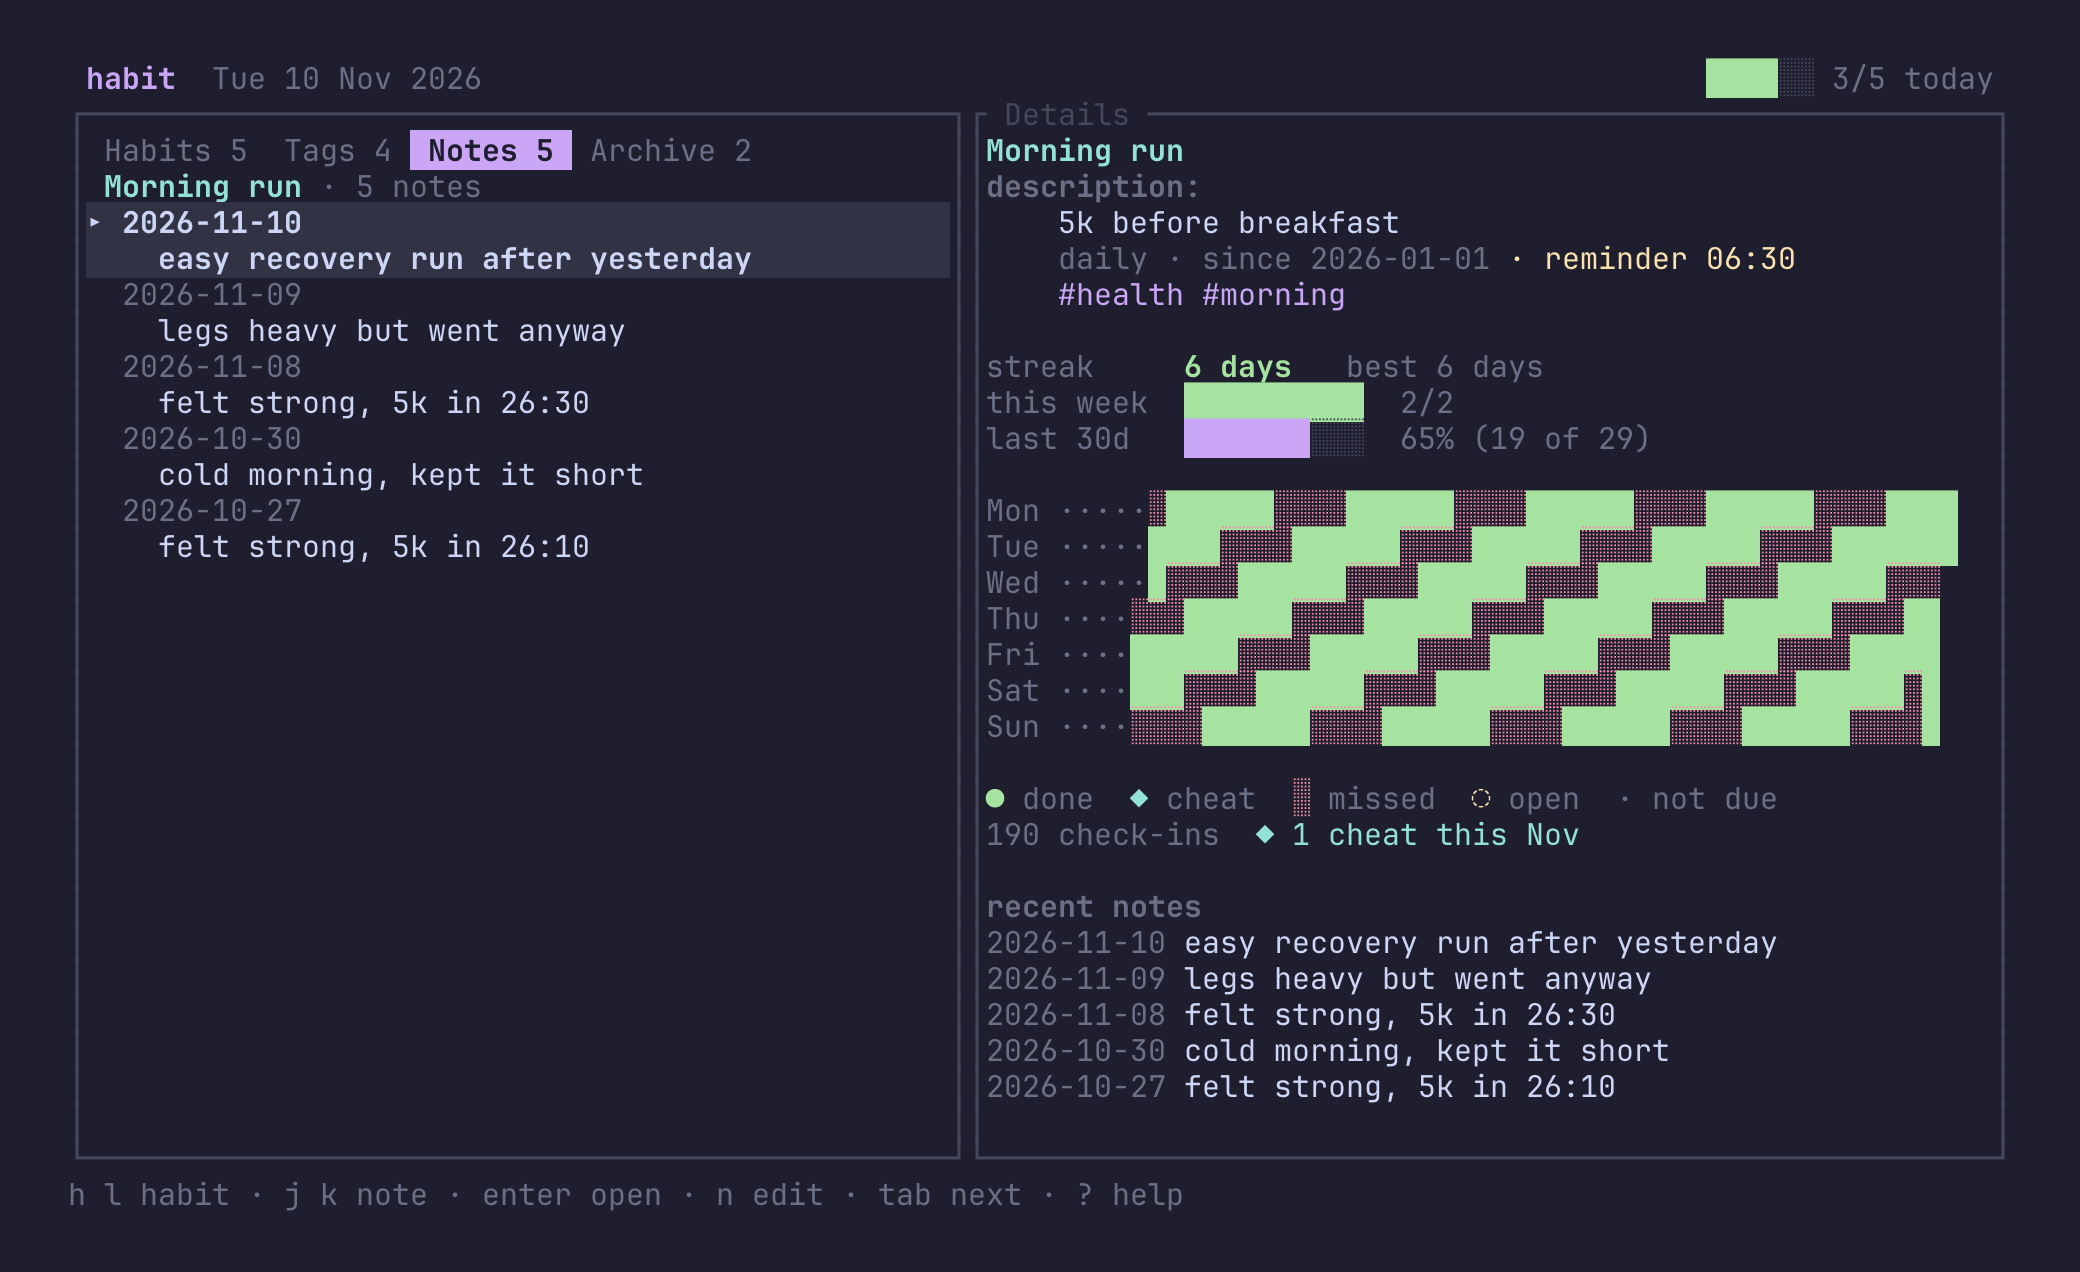 habit  Tue 10 Nov 2026
3/5 today
Habits 5  Tags 4  Notes 5  Archive 2
Morning run · 5 notes
▸ 2026-11-10
easy recovery run after yesterday
2026-11-09
legs heavy but went anyway
2026-11-08
felt strong, 5k in 26:30
2026-10-30
cold morning, kept it short
2026-10-27
felt strong, 5k in 26:10
Details
Morning run
description:
5k before breakfast
daily · since 2026-01-01 · reminder 06:30
#health #morning
streak 6 days best 6 days
this week 2/2
last 30d 65% (19 of 29)
Mon ·····
Tue ·····
Wed ·····
Thu ····
Fri ····
Sat ····
Sun ····
● done ◆ cheat ░ missed ◌ open · not due
190 check-ins ◆ 1 cheat this Nov
recent notes
2026-11-10 easy recovery run after yesterday
2026-11-09 legs heavy but went anyway
2026-11-08 felt strong, 5k in 26:30
2026-10-30 cold morning, kept it short
2026-10-27 felt strong, 5k in 26:10
h l habit · j k note · enter open · n edit · tab next · ? help